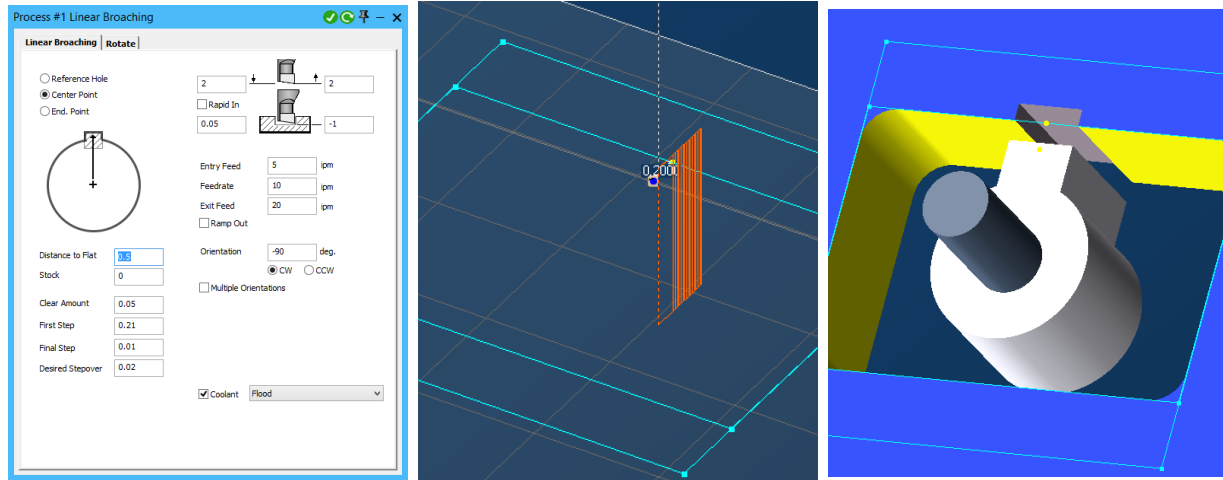 Process #1 Linear Broaching
Linear Broaching Rotate
Reference Hole
Center Point
End. Point
2 2
Rapid In
0.05 -1
Entry Feed 5 ipm
Feedrate 10 ipm
Exit Feed 20 ipm
Ramp Out
Distance to Flat 0.5
Stock 0
Orientation -90 deg.
CW CCW
Multiple Orientations
Clear Amount 0.05
First Step 0.21
Final Step 0.01
Desired Stepover 0.02
Coolant Flood
0.2000